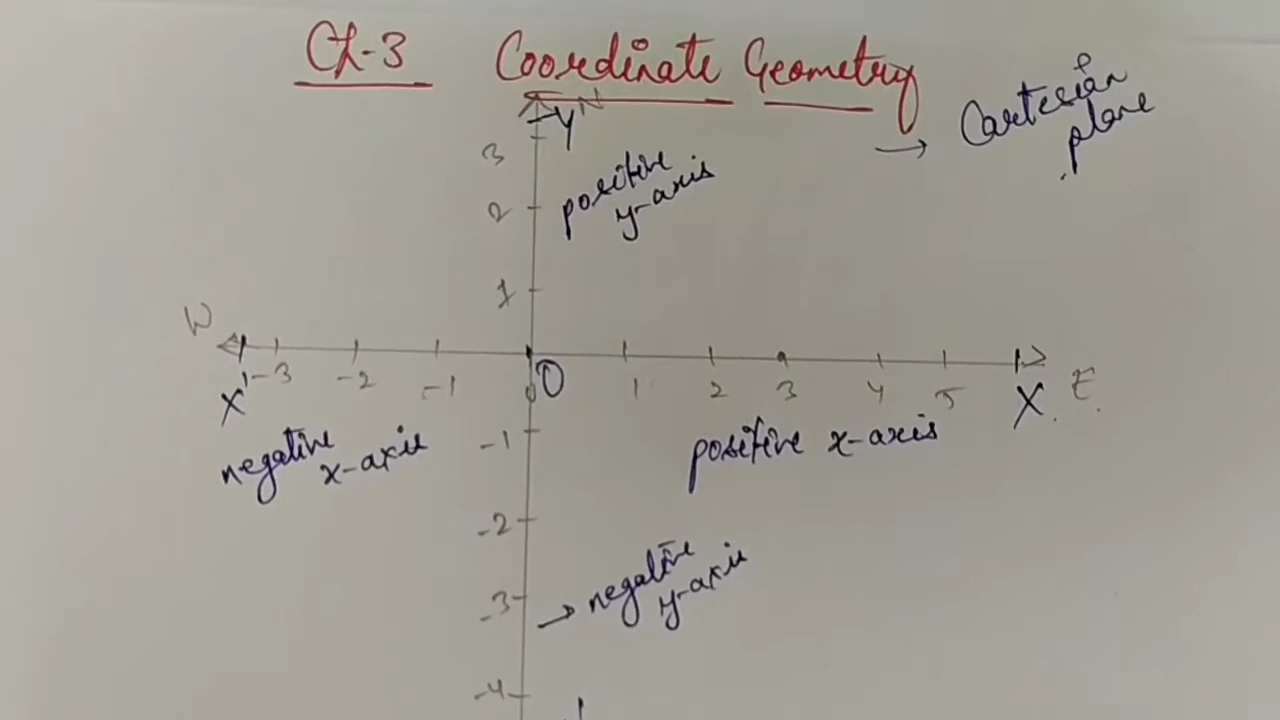 Ch-3 Coordinate Geometry
N
Y
→ Cartesian
plane
3
positive
y-axis
2
1
W
E
-3 -2 -1 0 O 1 2 3 4 5
X' X
negative
x-axis
positive x-axis
-1
-2
→ negative
y-axis
-3
-4